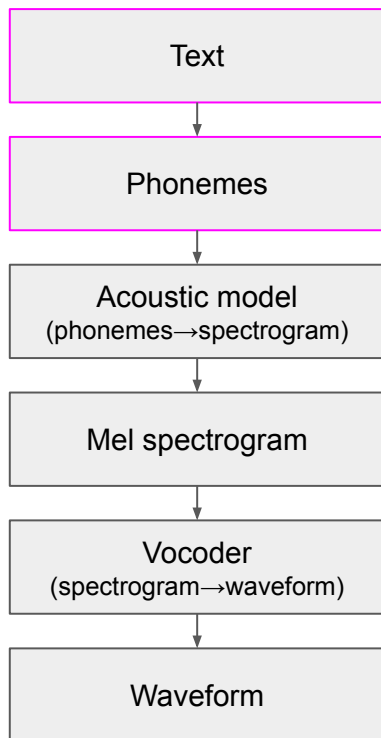 Text
Phonemes
Acoustic model
(phonemes→spectrogram)
Mel spectrogram
Vocoder
(spectrogram→waveform)
Waveform